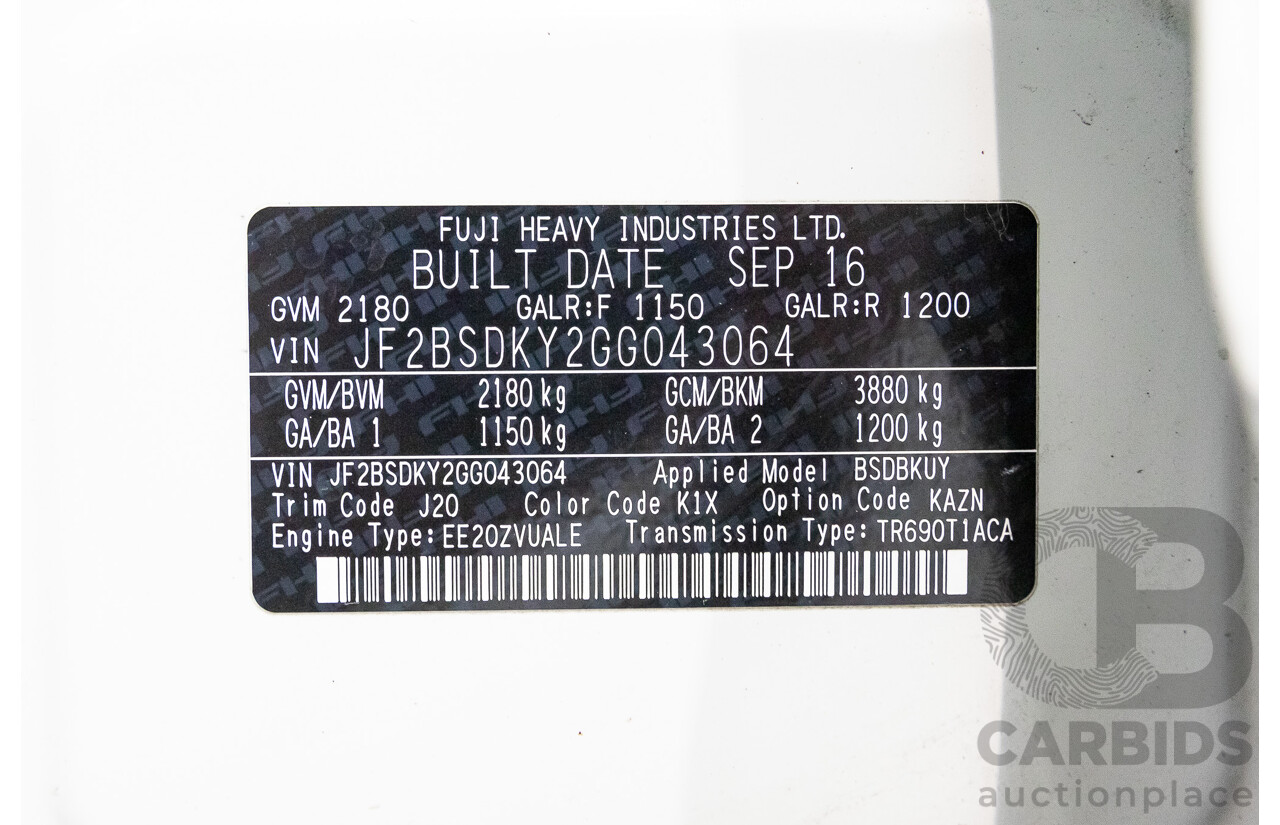 FUJI HEAVY INDUSTRIES LTD.
BUILT DATE SEP 16
GVM 2180 GALR:F 1150 GALR:R 1200
VIN JF2BSDKY2GG043064
GVM/BVM 2180 kg GCM/BKM 3880 kg
GA/BA 1 1150 kg GA/BA 2 1200 kg
VIN JF2BSDKY2GG043064 Applied Model BSDBKUY
Trim Code J20 Color Code K1X Option Code KAZN
Engine Type: EE20ZVUALE Transmission Type: TR690T1ACA
CB
CARBIDS
auctionplace